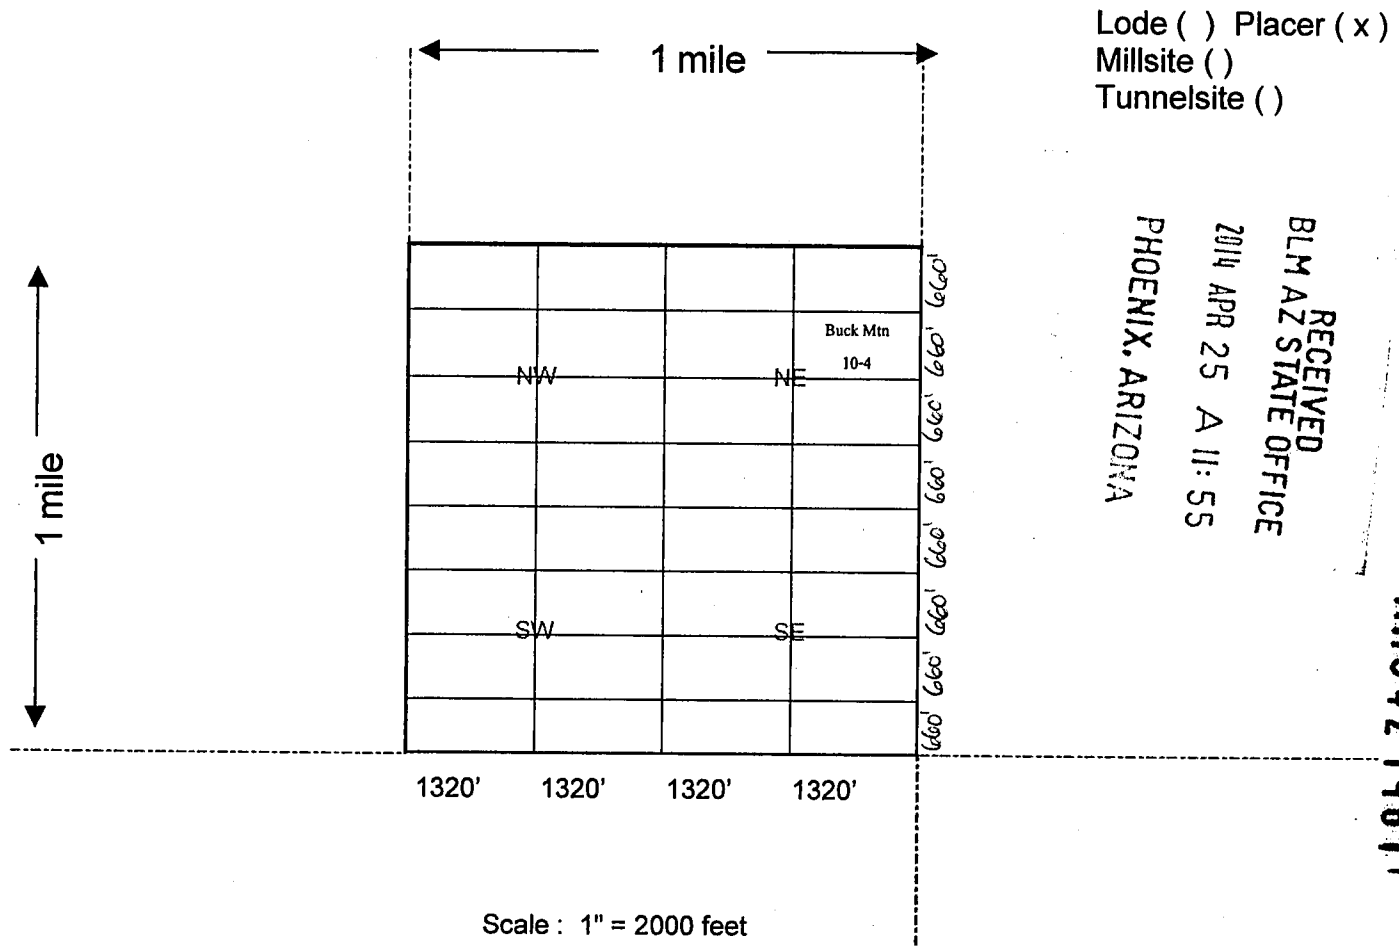 Lode ( ) Placer ( x )
Millsite ( )
Tunnelsite ( )
1 mile
RECEIVED
BLM AZ STATE OFFICE
2014 APR 25 A 11: 55
PHOENIX, ARIZONA
1 mile
660'
660'
660'
660'
660'
660'
660'
660'
Buck Mtn
10-4
NW
NE
SW
SE
1320' 1320' 1320' 1320'
Scale : 1" = 2000 feet